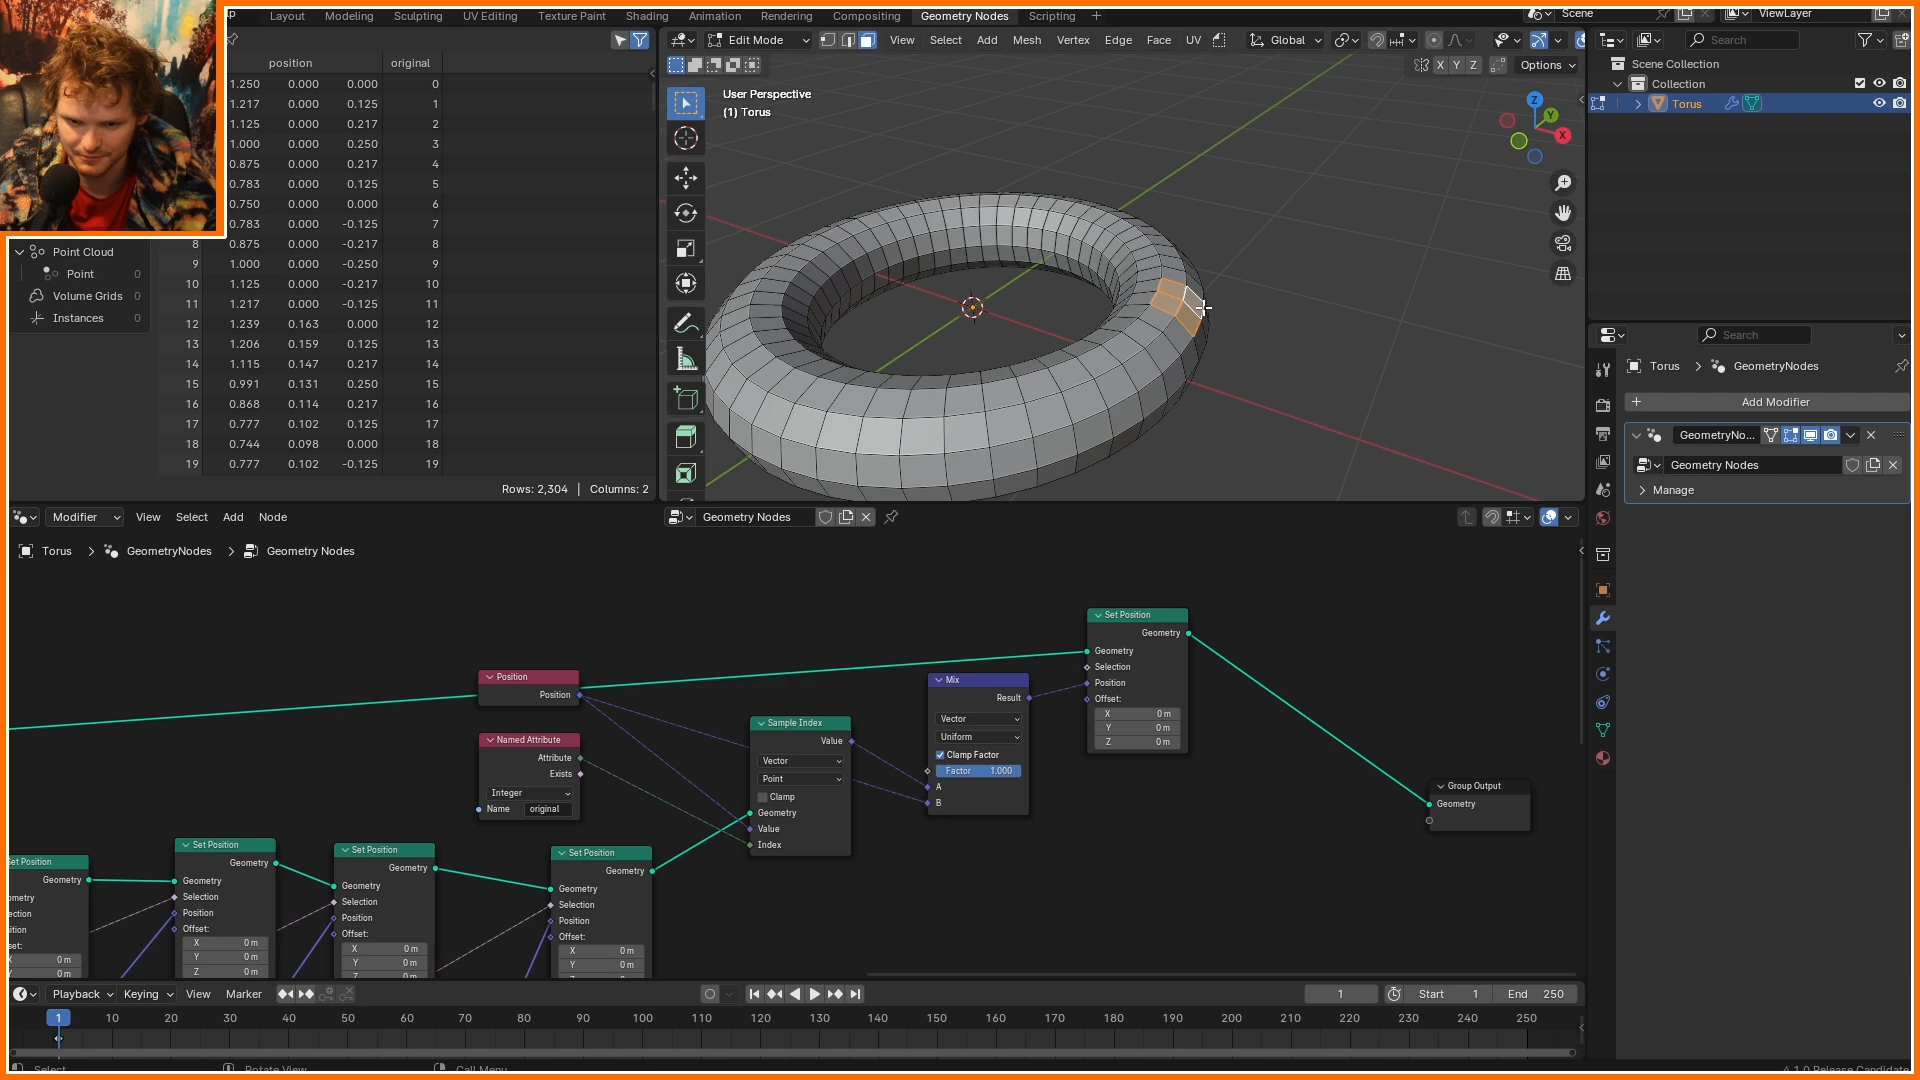 Layout Modeling Sculpting UV Editing Texture Paint Shading Animation Rendering Compositing Geometry Nodes Scripting +
Scene
ViewLayer
Edit Mode View Select Add Mesh Vertex Edge Face UV
Global
Search
position original
1.250 0.000 0.000 0
1.217 0.000 0.125 1
1.125 0.000 0.217 2
1.000 0.000 0.250 3
0.875 0.000 0.217 4
0.783 0.000 0.125 5
0.750 0.000 0.000 6
0.783 0.000 -0.125 7
8 0.875 0.000 -0.217 8
9 1.000 0.000 -0.250 9
10 1.125 0.000 -0.217 10
11 1.217 0.000 -0.125 11
12 1.239 0.163 0.000 12
13 1.206 0.159 0.125 13
14 1.115 0.147 0.217 14
15 0.991 0.131 0.250 15
16 0.868 0.114 0.217 16
17 0.777 0.102 0.125 17
18 0.744 0.098 0.000 18
19 0.777 0.102 -0.125 19
Point Cloud
Point 0
Volume Grids 0
Instances 0
Rows: 2,304 | Columns: 2
X Y Z
Options
User Perspective
(1) Torus
Z
Y
X
Scene Collection
Collection
Torus
Search
Torus > GeometryNodes
+ Add Modifier
GeometryNo...
Geometry Nodes
Manage
Modifier View Select Add Node
Geometry Nodes
Torus > GeometryNodes > Geometry Nodes
Position
Position
Named Attribute
Attribute
Exists
Integer
Name original
Sample Index
Value
Vector
Point
Clamp
Geometry
Value
Index
Mix
Result
Vector
Uniform
Clamp Factor
Factor 1.000
A
B
Set Position
Geometry
Geometry
Selection
Position
Offset:
X 0 m
Y 0 m
Z 0 m
Group Output
Geometry
Set Position
Geometry
Set Position
Geometry
Geometry
Selection
Position
Offset:
X 0 m
Y 0 m
Z 0 m
Set Position
Geometry
Geometry
Selection
Position
Offset:
X 0 m
Y 0 m
Z 0 m
Set Position
Geometry
Geometry
Selection
Position
Offset:
X 0 m
Y 0 m
Playback Keying View Marker
1
Start 1
End 250
1 10 20 30 40 50 60 70 80 90 100 110 120 130 140 150 160 170 180 190 200 210 220 230 240 250
Select
Rotate View
Call Menu
4.1.0 Release Candidate